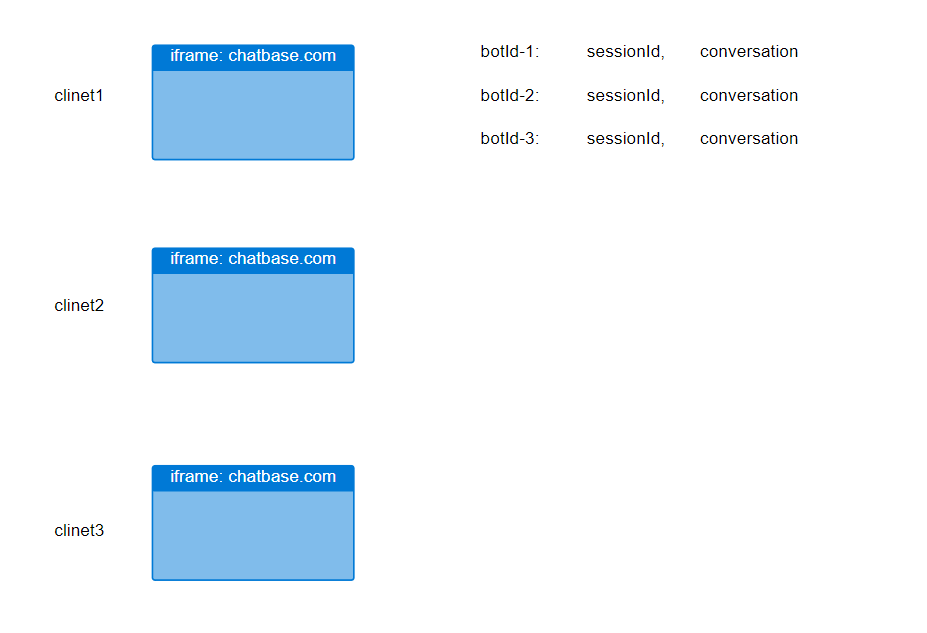 iframe: chatbase.com
botId-1: sessionId, conversation
clinet1
botId-2: sessionId, conversation
botId-3: sessionId, conversation
iframe: chatbase.com
clinet2
iframe: chatbase.com
clinet3